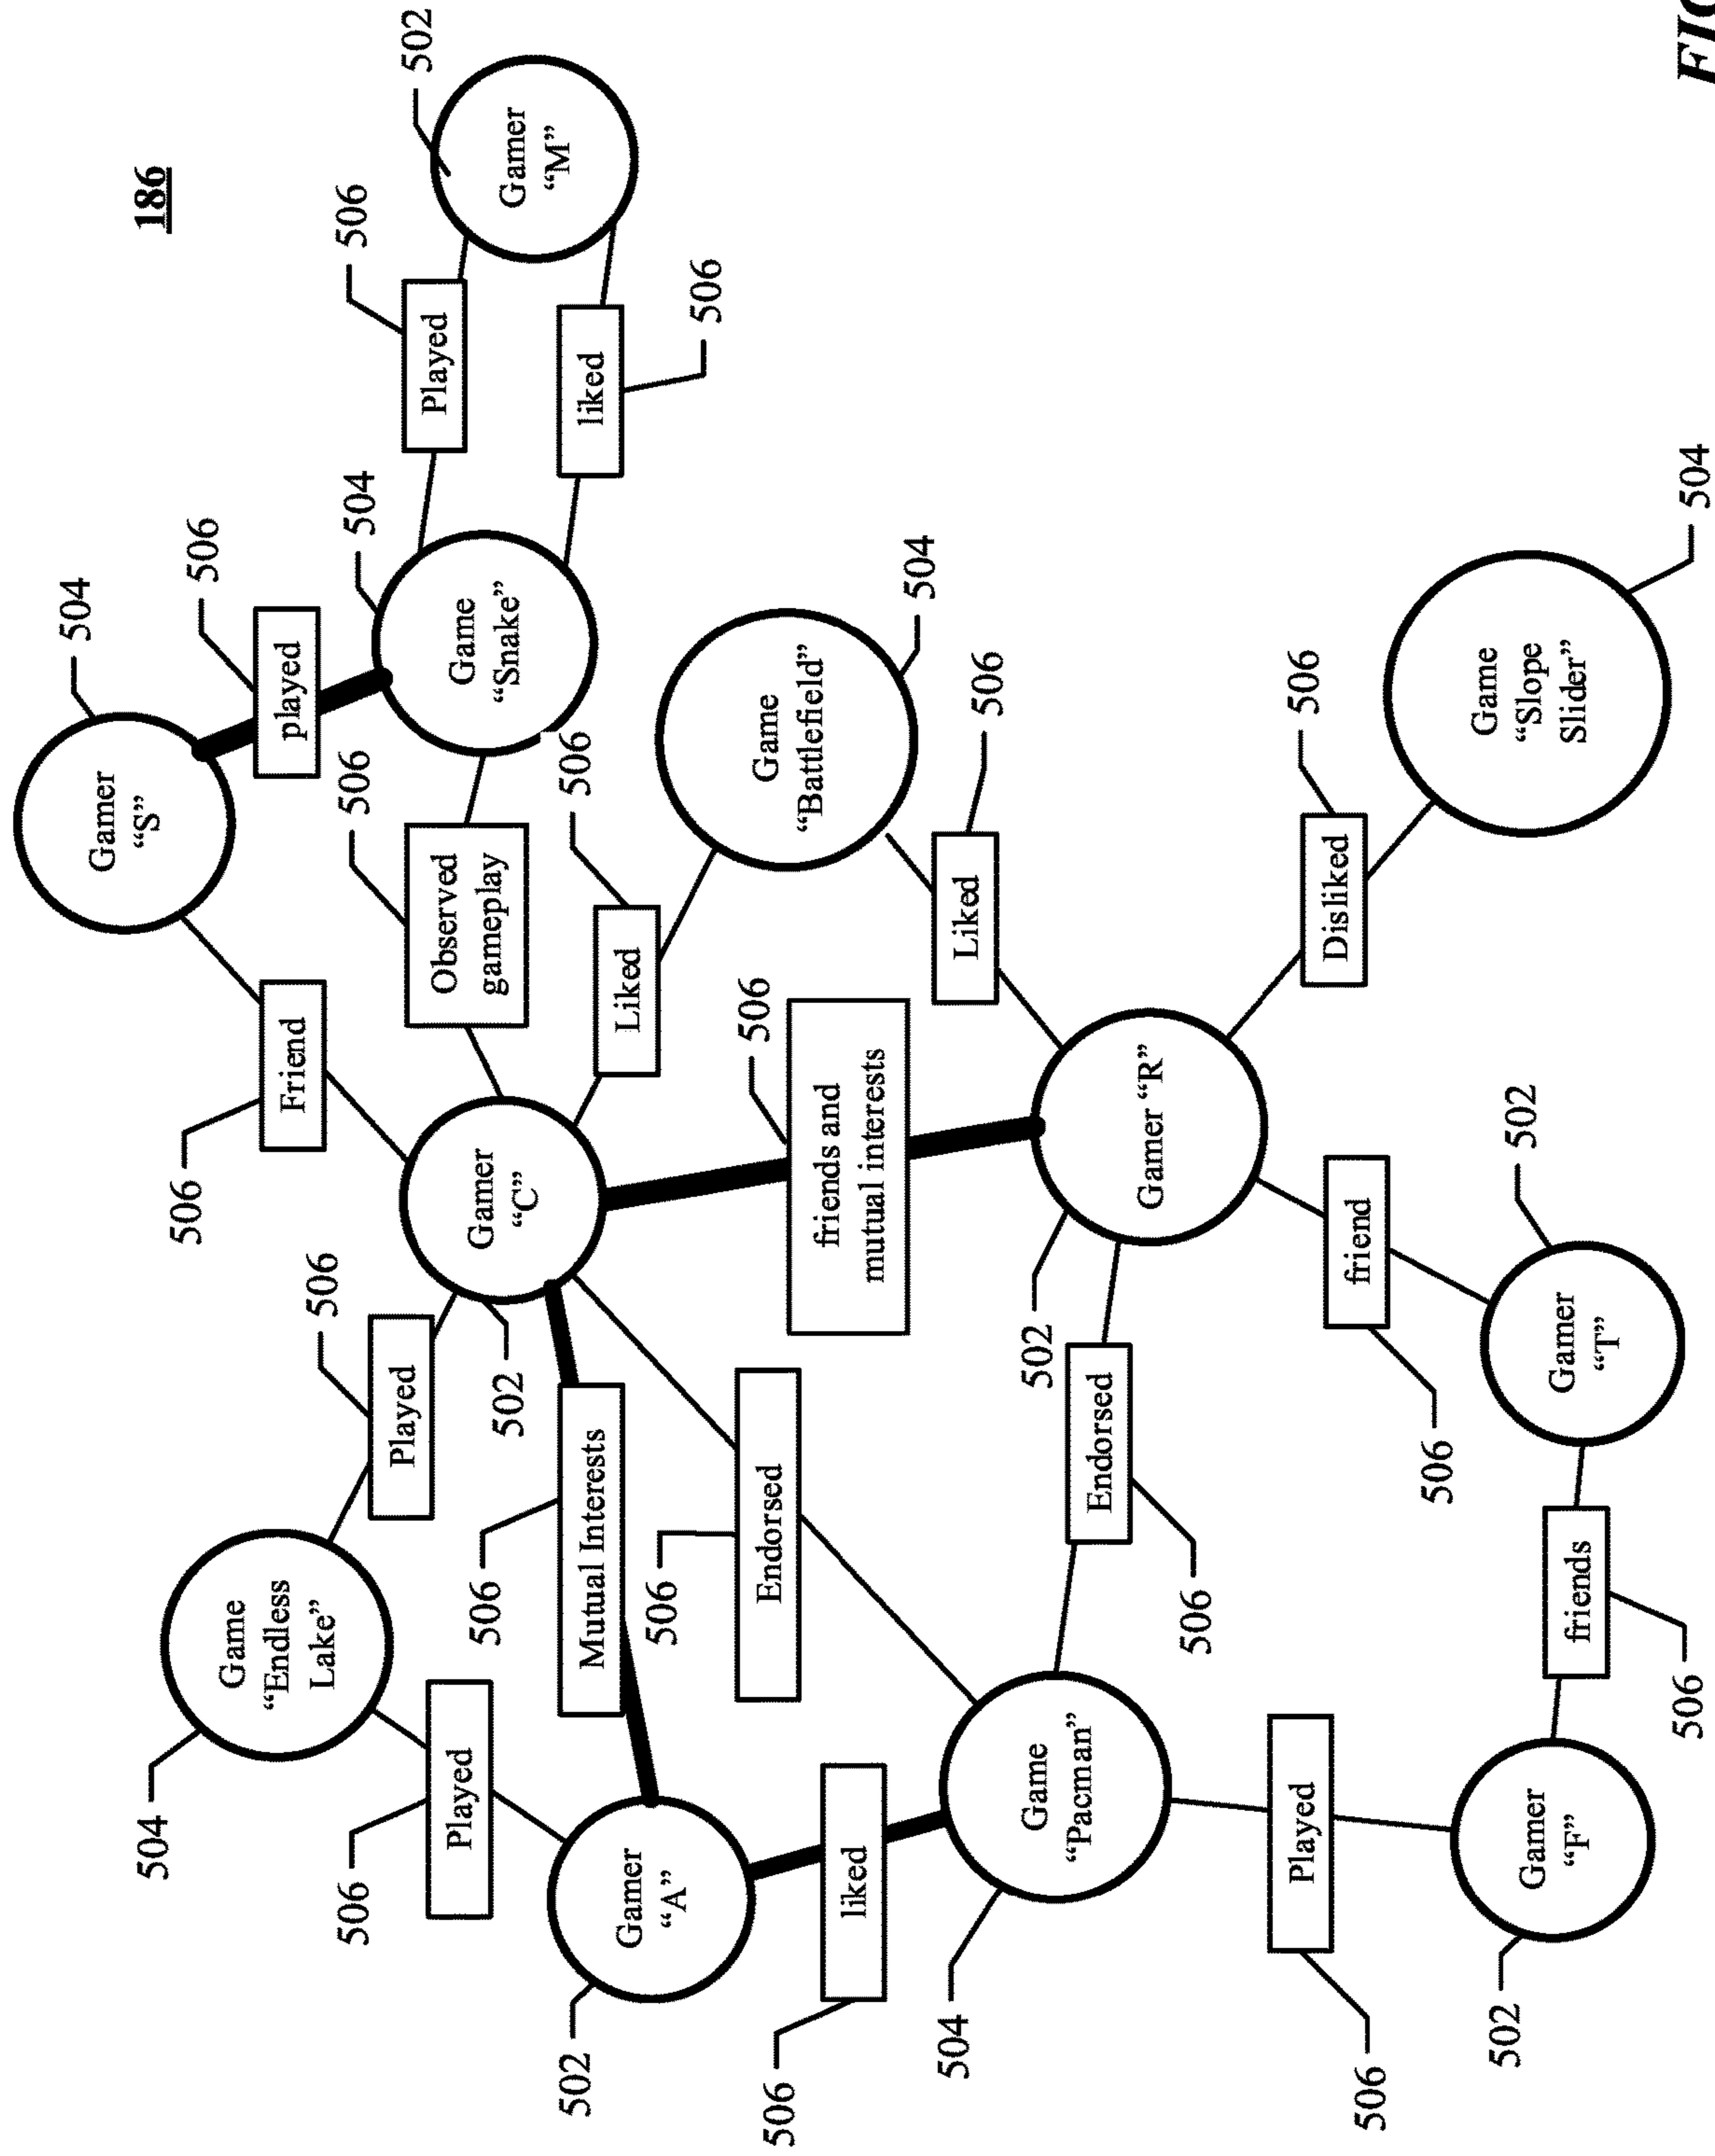 504
Gamer
“S”
504
186
506
506
Game
“Endless
Lake”
Friend
played
506
506
506
504
506
Played
502
Played
Observed
gameplay
Played
Gamer
“C”
Game
“Snake”
Gamer
“M”
506
502
502
506
Mutual Interests
liked
Gamer
“A”
Liked
506
506
506
Endorsed
506
Game
“Battlefield”
friends and
mutual interests
liked
504
504
Liked
506
Game
“Pacman”
502
Endorsed
Gamer “R”
506
Played
506
Disliked
friend
506
506
502
Game
“Slope
Slider”
502
Gamer
“F”
Gamer
“T”
friends
506
504